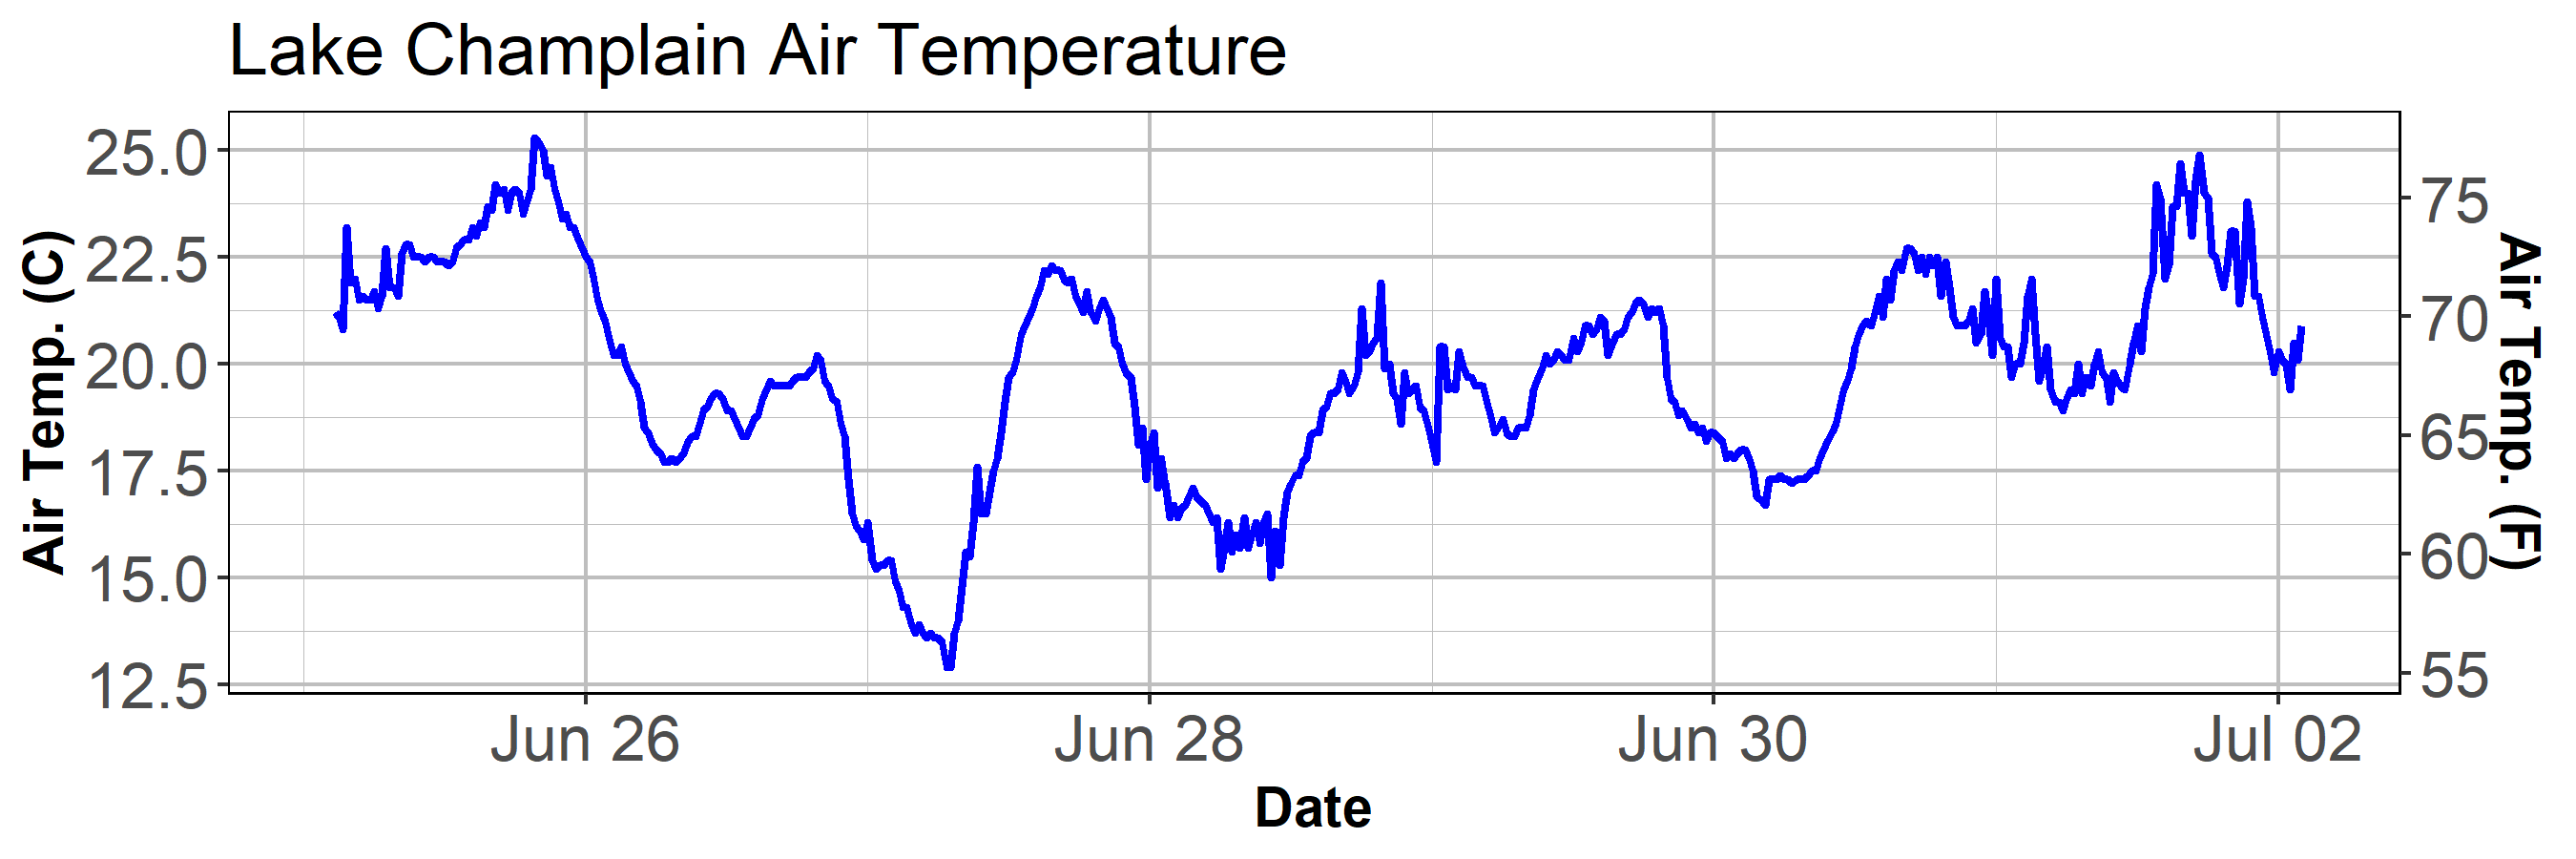 Lake Champlain Air Temperature
Air Temp. (C)
25.0
22.5
20.0
17.5
15.0
12.5
75
70
65
60
55
Air Temp. (F)
Jun 26 Jun 28 Jun 30 Jul 02
Date